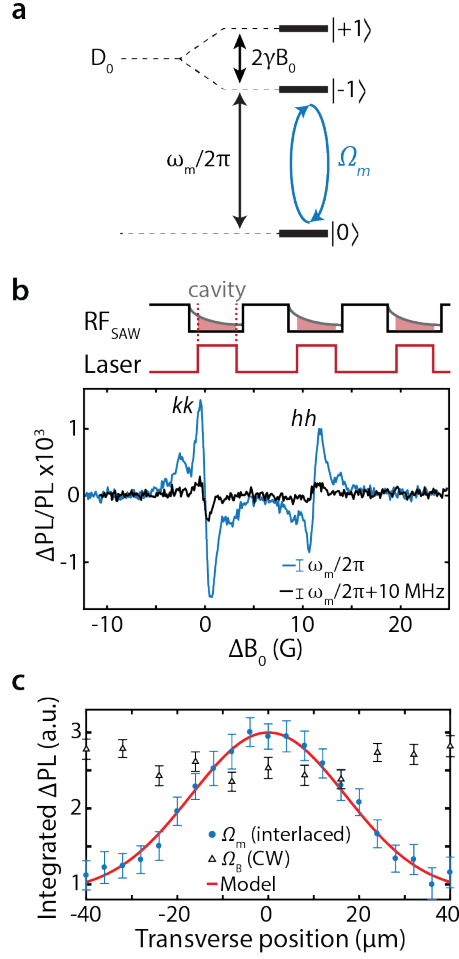 a
|+1⟩
D₀
2γB₀
|-1⟩
ωₘ/2π
Ωₘ
|0⟩
b
cavity
RF_SAW
Laser
kk
hh
ΔPL/PL x10³
1
0
-1
ωₘ/2π
ωₘ/2π+10 MHz
-10
0
10
20
ΔB₀ (G)
c
Integrated ΔPL (a.u.)
3
2
1
Ωₘ (interlaced)
Ω_B (CW)
Model
-40
-20
0
20
40
Transverse position (µm)